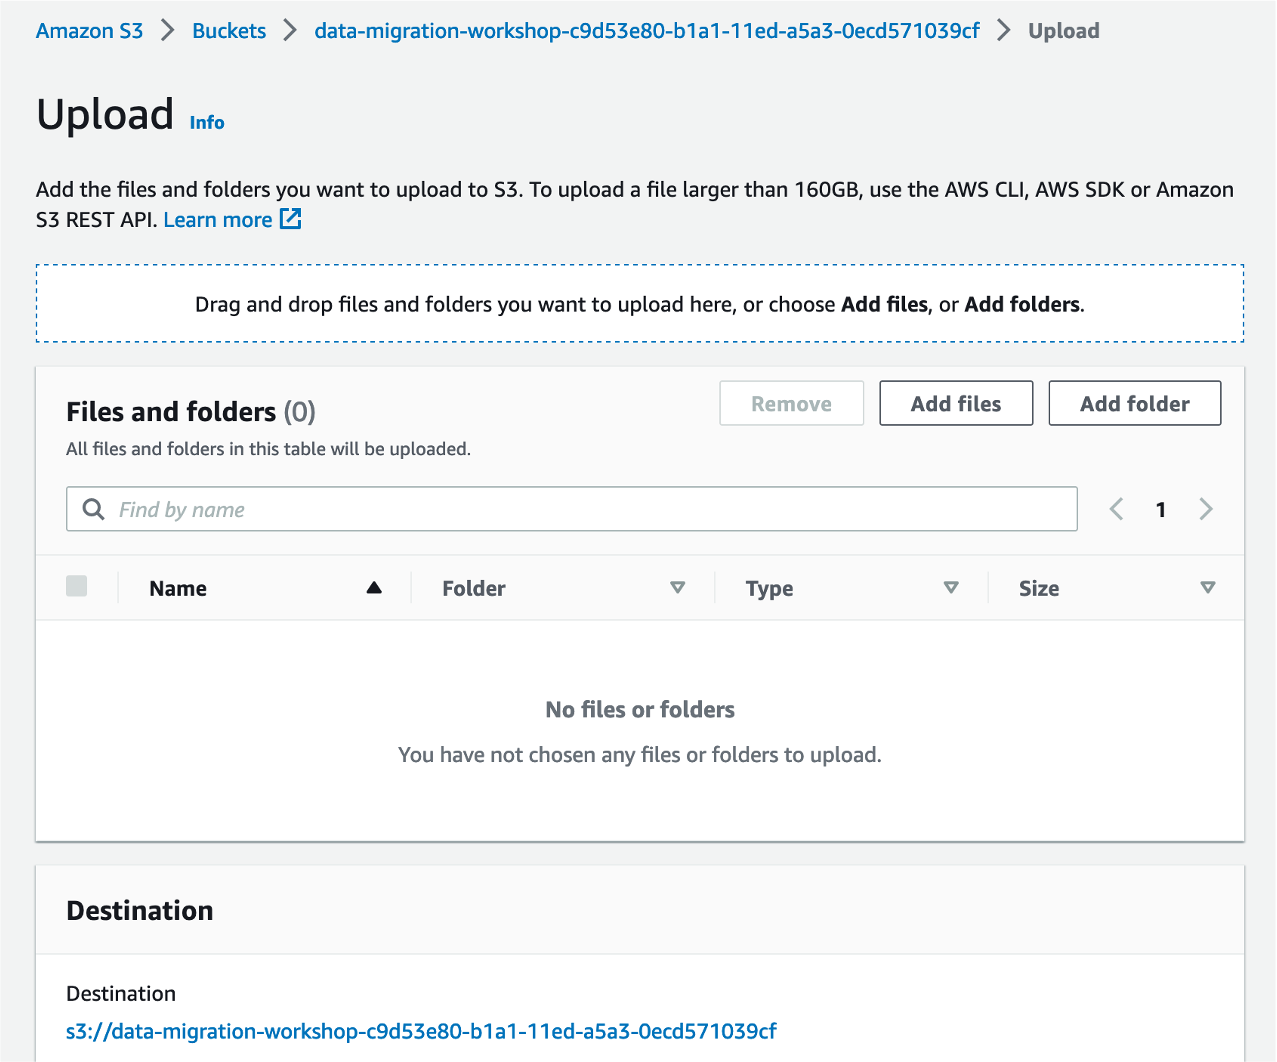 Amazon S3 > Buckets > data-migration-workshop-c9d53e80-b1a1-11ed-a5a3-0ecd571039cf > Upload
Upload Info
Add the files and folders you want to upload to S3. To upload a file larger than 160GB, use the AWS CLI, AWS SDK or Amazon
S3 REST API. Learn more
Drag and drop files and folders you want to upload here, or choose Add files, or Add folders.
Files and folders (0)
Remove Add files Add folder
All files and folders in this table will be uploaded.
Find by name
1
Name Folder Type Size
No files or folders
You have not chosen any files or folders to upload.
Destination
Destination
s3://data-migration-workshop-c9d53e80-b1a1-11ed-a5a3-0ecd571039cf